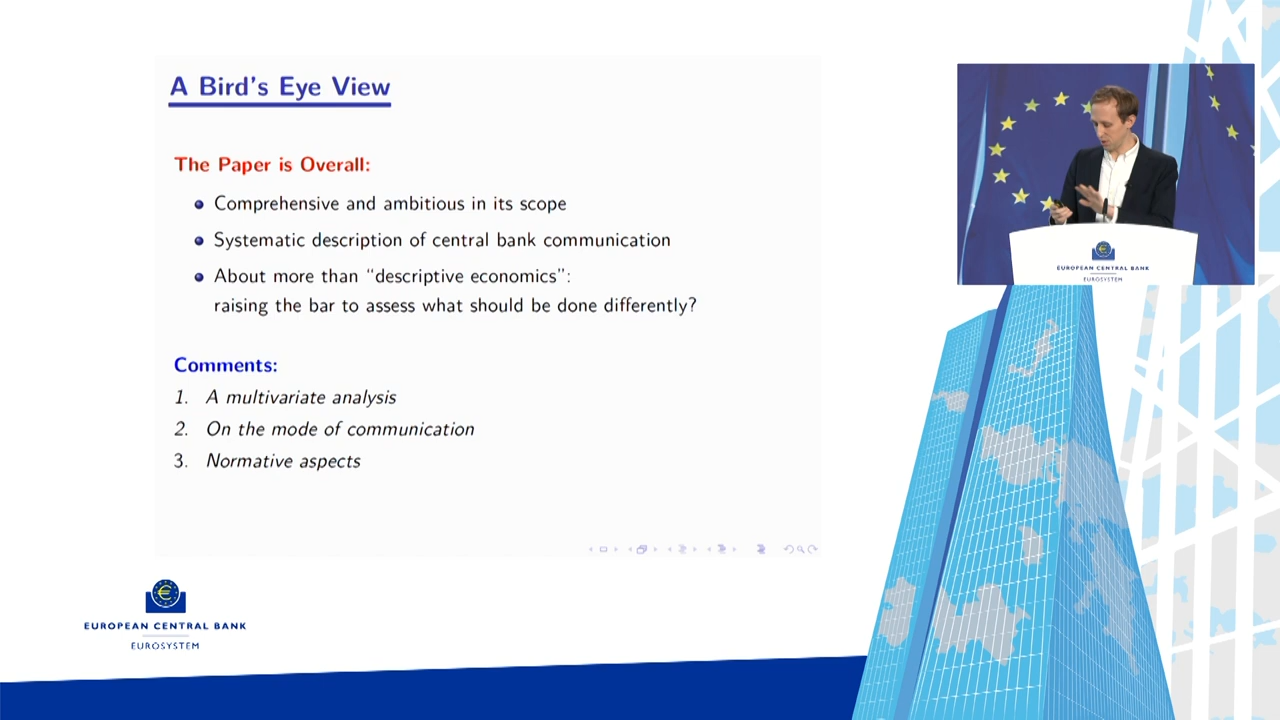 A Bird's Eye View
The Paper is Overall:
Comprehensive and ambitious in its scope
Systematic description of central bank communication
About more than “descriptive economics”:
raising the bar to assess what should be done differently?
Comments:
1. A multivariate analysis
2. On the mode of communication
3. Normative aspects
EUROPEAN CENTRAL BANK
EUROSYSTEM
EUROPEAN CENTRAL BANK
EUROSYSTEM